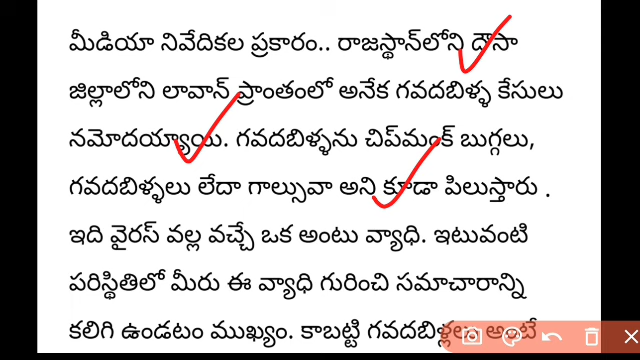 మీడియా నివేదికల ప్రకారం.. రాజస్థాన్‌లోని దౌసా
జిల్లాలోని లావాన్ ప్రాంతంలో అనేక గవదబిళ్ళ కేసులు
నమోదయ్యాయి. గవదబిళ్ళను చిప్‌మంక్ బుగ్గలు,
గవదబిళ్ళలు లేదా గాల్సువా అని కూడా పిలుస్తారు .
ఇది వైరస్ వల్ల వచ్చే ఒక అంటు వ్యాధి. ఇటువంటి
పరిస్థితిలో మీరు ఈ వ్యాధి గురించి సమాచారాన్ని
కలిగి ఉండటం ముఖ్యం. కాబట్టి గవదబిళ్లలు అంటే